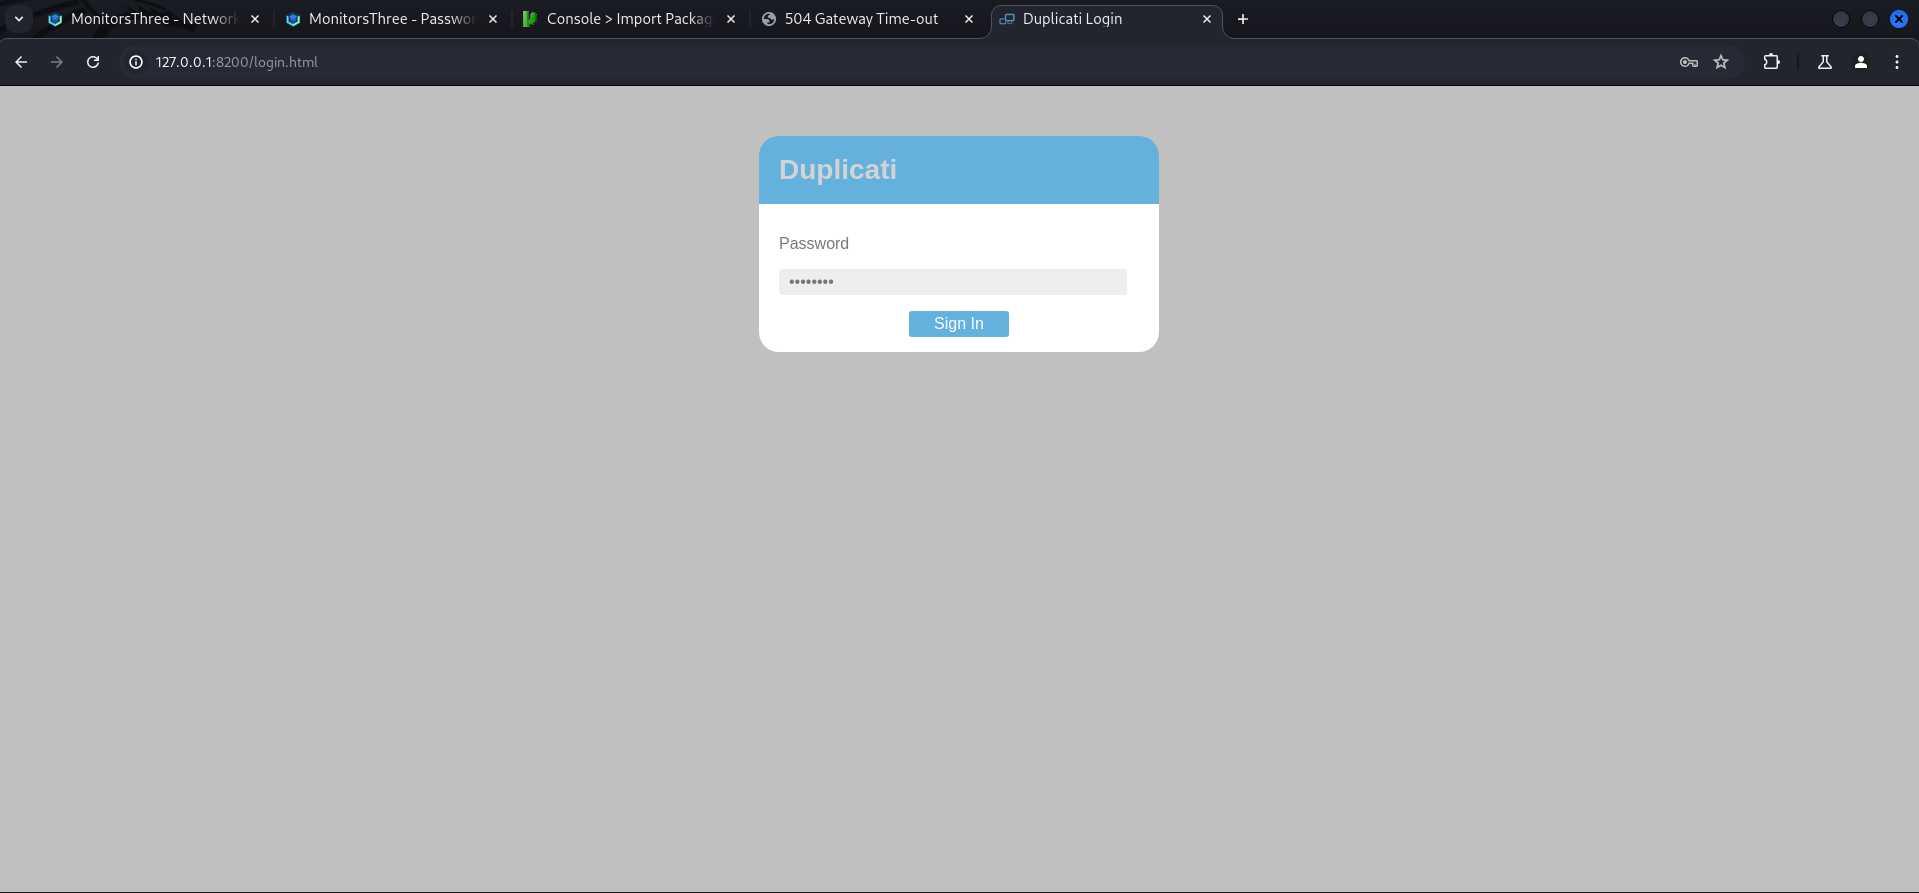 MonitorsThree - Network
MonitorsThree - Passwor
Console > Import Packag
504 Gateway Time-out
Duplicati Login
127.0.0.1:8200/login.html
Duplicati
Password
••••••••
Sign In